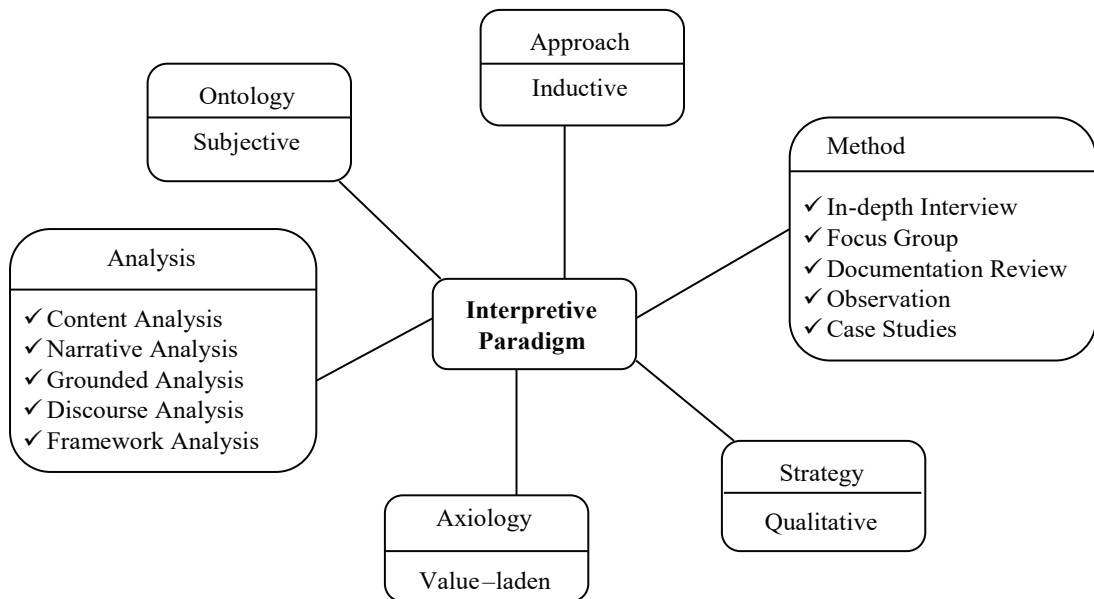 Approach
Inductive
Ontology
Subjective
Method
✓ In-depth Interview
✓ Focus Group
✓ Documentation Review
✓ Observation
✓ Case Studies
Analysis
✓ Content Analysis
✓ Narrative Analysis
✓ Grounded Analysis
✓ Discourse Analysis
✓ Framework Analysis
Interpretive
Paradigm
Strategy
Qualitative
Axiology
Value–laden